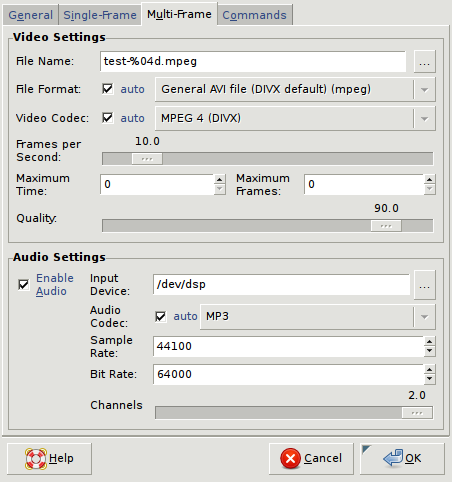 General Single-Frame Multi-Frame Commands
Video Settings
File Name: test-%04d.mpeg ...
File Format: auto General AVI file (DIVX default) (mpeg)
Video Codec: auto MPEG 4 (DIVX)
Frames per
Second:
10.0
Maximum
Time:
0
Maximum
Frames:
0
Quality:
90.0
Audio Settings
Enable
Audio
Input
Device:
/dev/dsp ...
Audio
Codec:
auto MP3
Sample
Rate:
44100
Bit Rate: 64000
Channels
2.0
Help Cancel OK